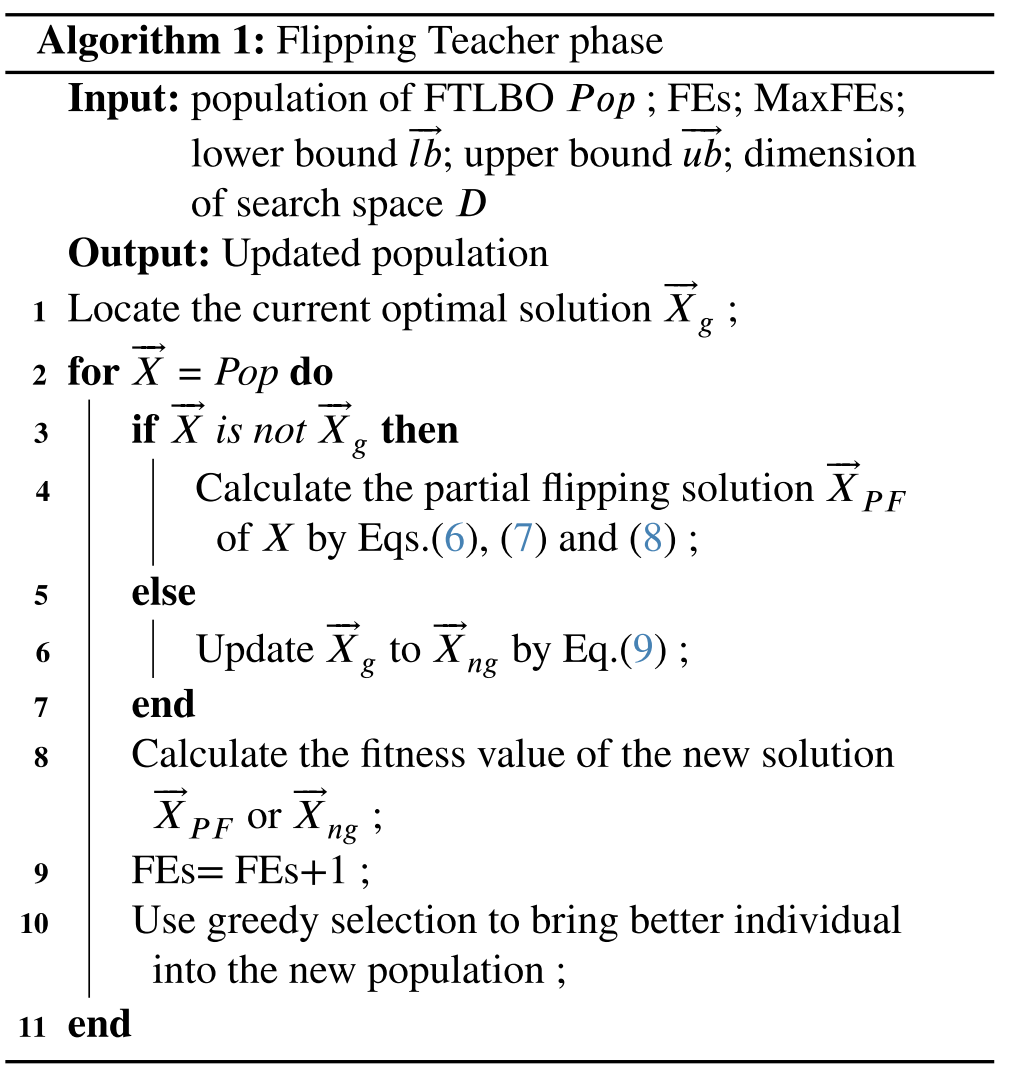 Algorithm 1: Flipping Teacher phase
Input: population of FTLBO Pop ; FEs; MaxFEs;
lower bound $\overrightarrow{lb}$; upper bound $\overrightarrow{ub}$; dimension
of search space D
Output: Updated population
1 Locate the current optimal solution $\overrightarrow{X}_g$ ;
2 for $\overrightarrow{X}$ = Pop do
3 if $\overrightarrow{X}$ is not $\overrightarrow{X}_g$ then
4 Calculate the partial flipping solution $\overrightarrow{X}_{PF}$
of X by Eqs.(6), (7) and (8) ;
5 else
6 Update $\overrightarrow{X}_g$ to $\overrightarrow{X}_{ng}$ by Eq.(9) ;
7 end
8 Calculate the fitness value of the new solution
$\overrightarrow{X}_{PF}$ or $\overrightarrow{X}_{ng}$ ;
9 FEs= FEs+1 ;
10 Use greedy selection to bring better individual
into the new population ;
11 end